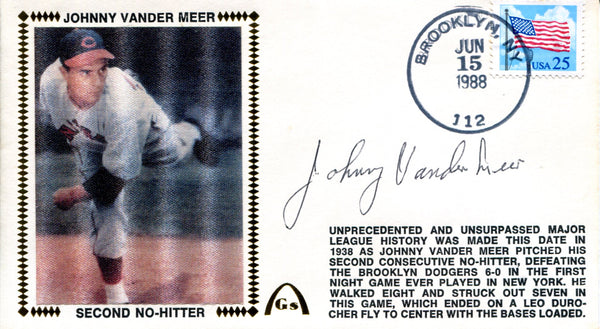 JOHNNY VANDER MEER
BROOKLYN, NY
JUN
15
1988
112
USA 25
Johnny Vander Meer
UNPRECEDENTED AND UNSURPASSED MAJOR
LEAGUE HISTORY WAS MADE THIS DATE IN
1938 AS JOHNNY VANDER MEER PITCHED HIS
SECOND CONSECUTIVE NO-HITTER, DEFEATING
THE BROOKLYN DODGERS 6-0 IN THE FIRST
NIGHT GAME EVER PLAYED IN NEW YORK. HE
WALKED EIGHT AND STRUCK OUT SEVEN IN
THIS GAME, WHICH ENDED ON A LEO DURO-
CHER FLY TO CENTER WITH THE BASES LOADED.
Gs
SECOND NO-HITTER